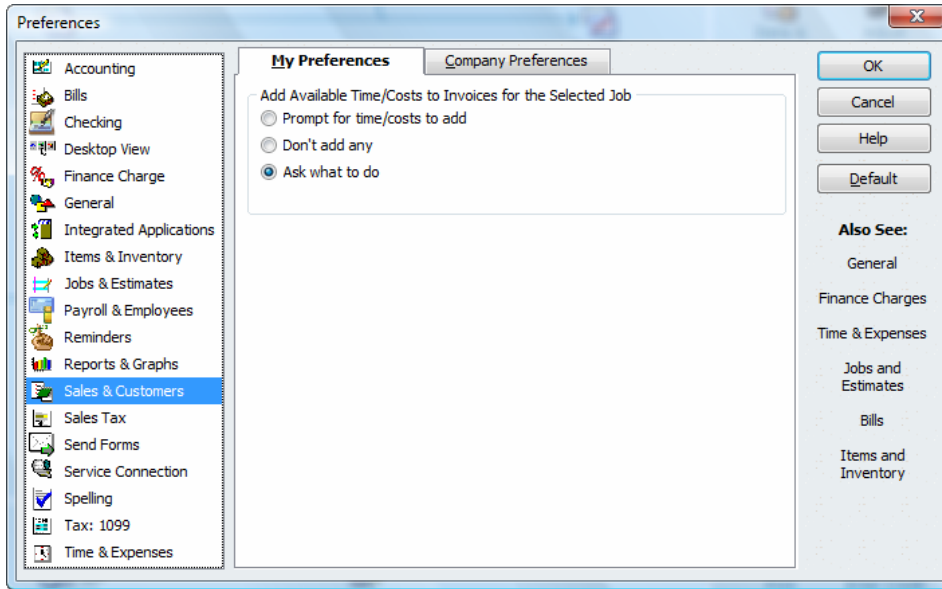 Preferences
Accounting
Bills
Checking
Desktop View
Finance Charge
General
Integrated Applications
Items & Inventory
Jobs & Estimates
Payroll & Employees
Reminders
Reports & Graphs
Sales & Customers
Sales Tax
Send Forms
Service Connection
Spelling
Tax: 1099
Time & Expenses
My Preferences
Company Preferences
Add Available Time/Costs to Invoices for the Selected Job
Prompt for time/costs to add
Don't add any
Ask what to do
OK
Cancel
Help
Default
Also See:
General
Finance Charges
Time & Expenses
Jobs and
Estimates
Bills
Items and
Inventory